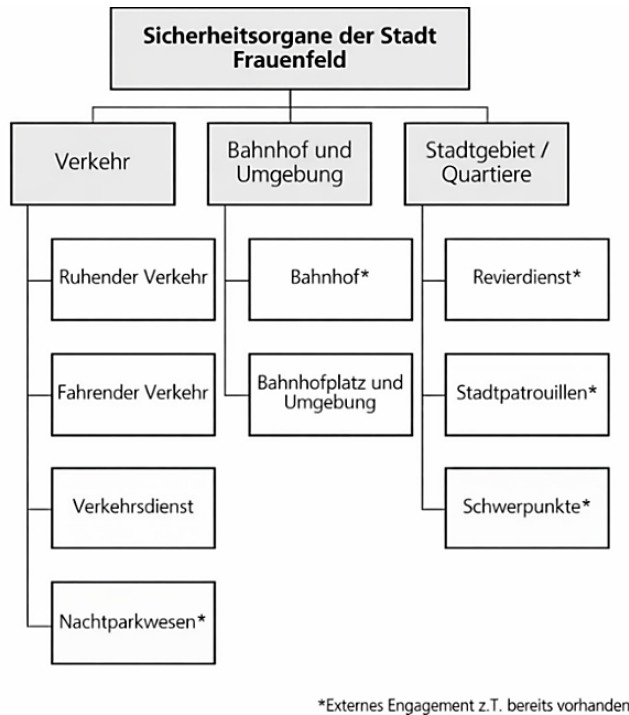 Sicherheitsorgane der Stadt
Frauenfeld
Verkehr
Bahnhof und
Umgebung
Stadtgebiet /
Quartiere
Ruhender Verkehr
Bahnhof*
Revierdienst*
Fahrender Verkehr
Bahnhofplatz und
Umgebung
Stadtpatrouillen*
Verkehrsdienst
Schwerpunkte*
Nachtparkwesen*
*Externes Engagement z.T. bereits vorhanden